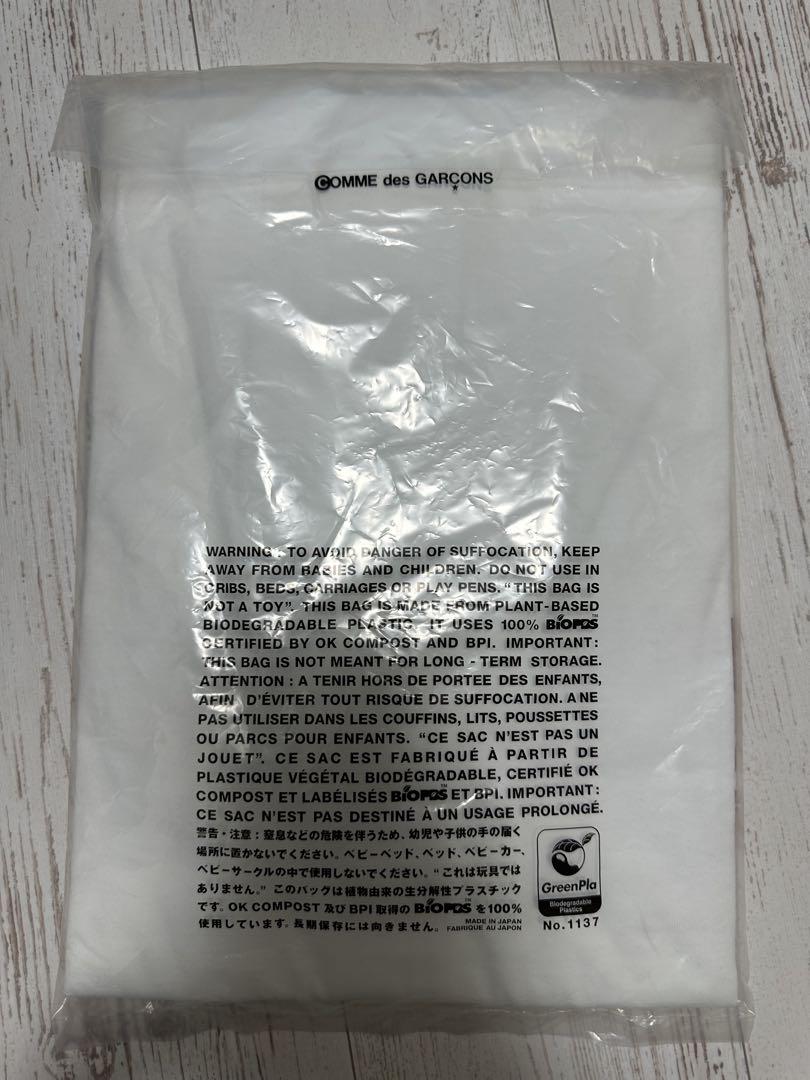 COMME des GARÇONS
WARNING : TO AVOID DANGER OF SUFFOCATION, KEEP
AWAY FROM BABIES AND CHILDREN. DO NOT USE IN
CRIBS, BEDS, CARRIAGES OR PLAY PENS. “THIS BAG IS
NOT A TOY”. THIS BAG IS MADE FROM PLANT-BASED
BIODEGRADABLE PLASTIC. IT USES 100% BiOPBS™
CERTIFIED BY OK COMPOST AND BPI. IMPORTANT:
THIS BAG IS NOT MEANT FOR LONG - TERM STORAGE.
ATTENTION : A TENIR HORS DE PORTEE DES ENFANTS,
AFIN D’ÉVITER TOUT RISQUE DE SUFFOCATION. A NE
PAS UTILISER DANS LES COUFFINS, LITS, POUSSETTES
OU PARCS POUR ENFANTS. “CE SAC N’EST PAS UN
JOUET”. CE SAC EST FABRIQUÉ À PARTIR DE
PLASTIQUE VÉGÉTAL BIODÉGRADABLE, CERTIFIÉ OK
COMPOST ET LABÉLISÉS BiOPBS™ ET BPI. IMPORTANT:
CE SAC N’EST PAS DESTINÉ À UN USAGE PROLONGÉ.
警告・注意：窒息などの危険を伴うため、幼児や子供の手の届く
場所に置かないでください。ベビーベッド、ベッド、ベビーカー、
ベビーサークルの中で使用しないでください。“これは玩具では
ありません。” このバッグは植物由来の生分解性プラスチック
です。OK COMPOST 及び BPI 取得の BiOPBS™ を100%
使用しています。長期保存には向きません。
MADE IN JAPAN
FABRIQUE AU JAPON
GreenPla
Biodegradable
Plastics
No.1137